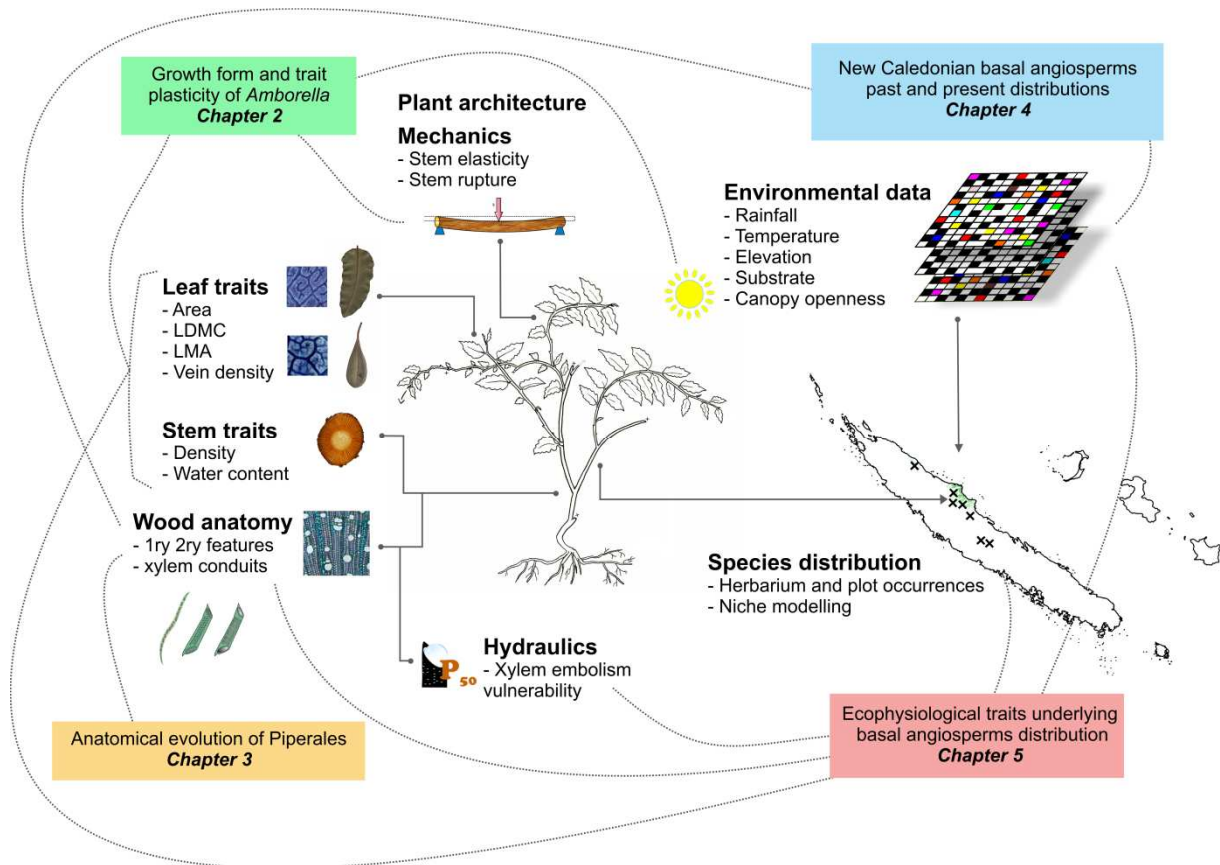 Growth form and trait
plasticity of Amborella
Chapter 2
New Caledonian basal angiosperms
past and present distributions
Chapter 4
Plant architecture
Mechanics
- Stem elasticity
- Stem rupture
Environmental data
- Rainfall
- Temperature
- Elevation
- Substrate
- Canopy openness
Leaf traits
- Area
- LDMC
- LMA
- Vein density
Stem traits
- Density
- Water content
Wood anatomy
- 1ry 2ry features
- xylem conduits
Species distribution
- Herbarium and plot occurrences
- Niche modelling
Hydraulics
- Xylem embolism
vulnerability
P50
Anatomical evolution of Piperales
Chapter 3
Ecophysiological traits underlying
basal angiosperms distribution
Chapter 5